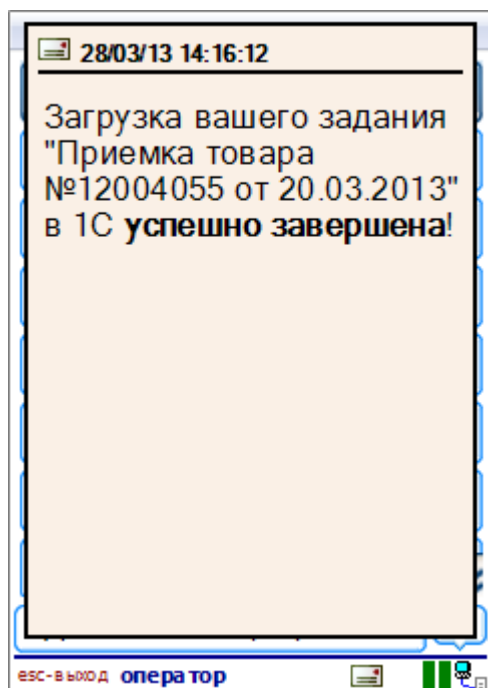 28/03/13 14:16:12
Загрузка вашего задания
"Приемка товара
№12004055 от 20.03.2013"
в 1С успешно завершена!
esc-выход оператор